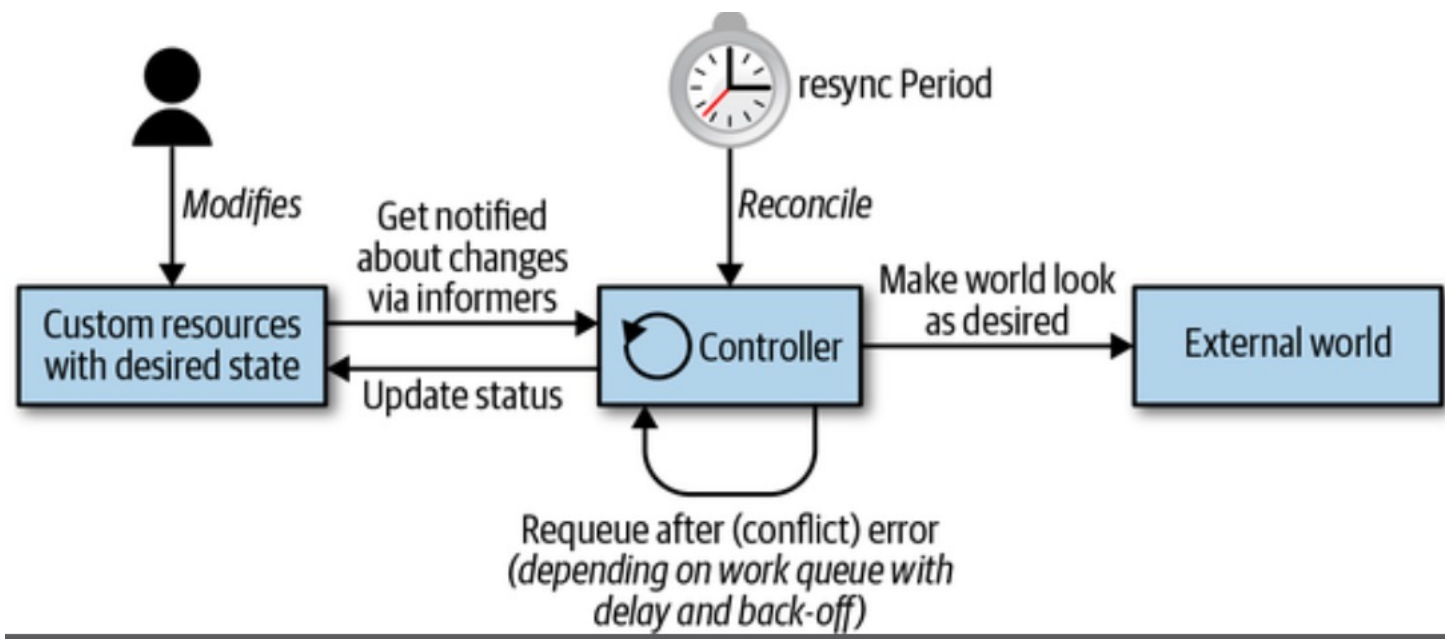 resync Period
Modifies
Reconcile
Get notified
about changes
via informers
Make world look
as desired
Custom resources
with desired state
Controller
External world
Update status
Requeue after (conflict) error
(depending on work queue with
delay and back-off)